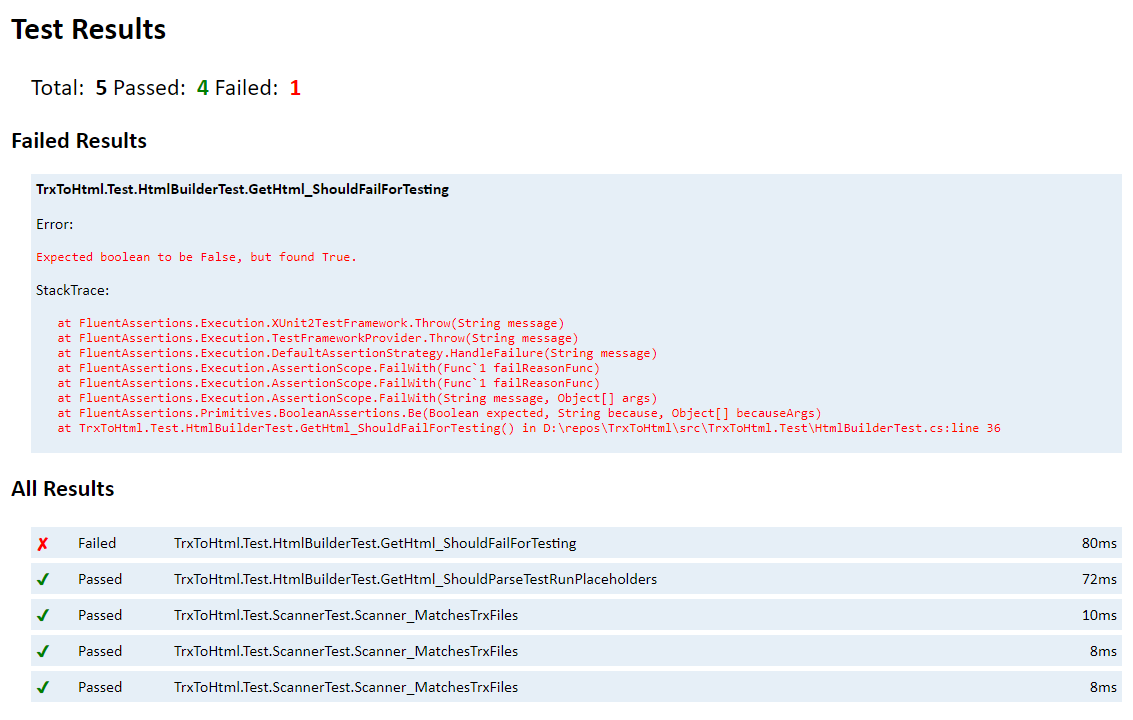 Test Results
Total: 5 Passed: 4 Failed: 1
Failed Results
TrxToHtml.Test.HtmlBuilderTest.GetHtml_ShouldFailForTesting
Error:
Expected boolean to be False, but found True.
StackTrace:
at FluentAssertions.Execution.XUnit2TestFramework.Throw(String message)
at FluentAssertions.Execution.TestFrameworkProvider.Throw(String message)
at FluentAssertions.Execution.DefaultAssertionStrategy.HandleFailure(String message)
at FluentAssertions.Execution.AssertionScope.FailWith(Func`1 failReasonFunc)
at FluentAssertions.Execution.AssertionScope.FailWith(Func`1 failReasonFunc)
at FluentAssertions.Execution.AssertionScope.FailWith(String message, Object[] args)
at FluentAssertions.Primitives.BooleanAssertions.Be(Boolean expected, String because, Object[] becauseArgs)
at TrxToHtml.Test.HtmlBuilderTest.GetHtml_ShouldFailForTesting() in D:\repos\TrxToHtml\src\TrxToHtml.Test\HtmlBuilderTest.cs:line 36
All Results
✘ Failed TrxToHtml.Test.HtmlBuilderTest.GetHtml_ShouldFailForTesting 80ms
✔ Passed TrxToHtml.Test.HtmlBuilderTest.GetHtml_ShouldParseTestRunPlaceholders 72ms
✔ Passed TrxToHtml.Test.ScannerTest.Scanner_MatchesTrxFiles 10ms
✔ Passed TrxToHtml.Test.ScannerTest.Scanner_MatchesTrxFiles 8ms
✔ Passed TrxToHtml.Test.ScannerTest.Scanner_MatchesTrxFiles 8ms